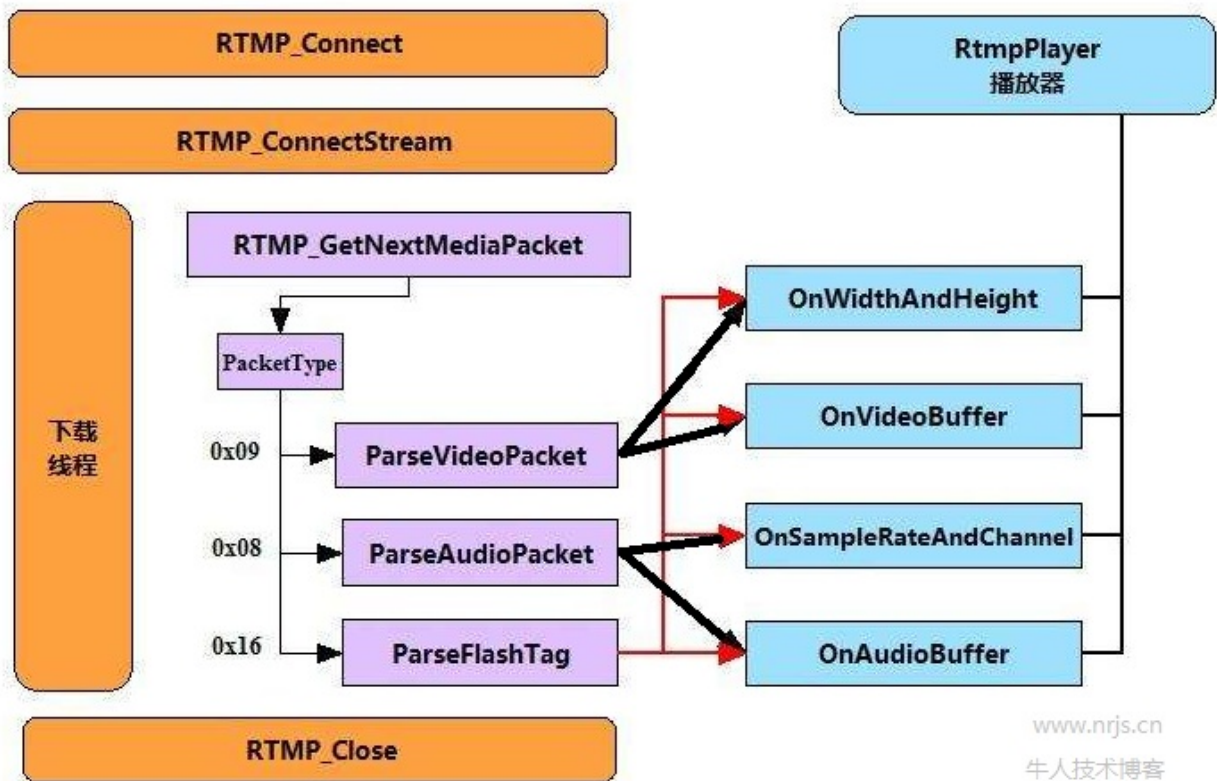 RTMP_Connect
RtmpPlayer
播放器
RTMP_ConnectStream
RTMP_GetNextMediaPacket
OnWidthAndHeight
PacketType
下载
线程
0x09
ParseVideoPacket
OnVideoBuffer
0x08
ParseAudioPacket
OnSampleRateAndChannel
0x16
ParseFlashTag
OnAudioBuffer
RTMP_Close
www.nrjs.cn
牛人技术博客